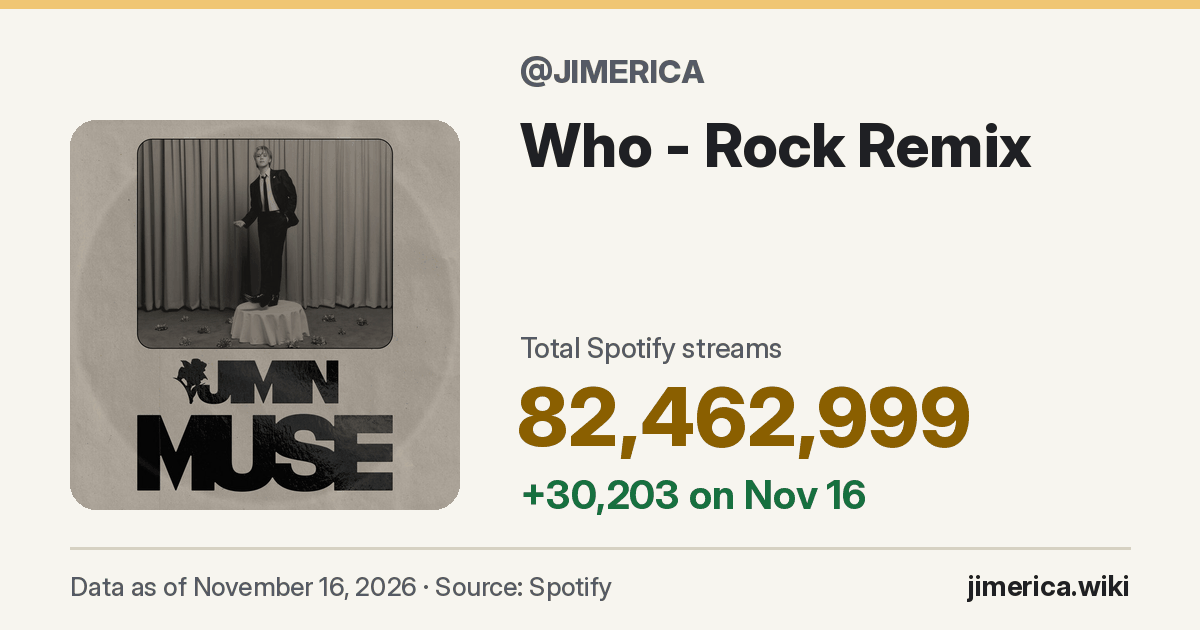 @JIMERICA
Who - Rock Remix
JMN
MUSE
Total Spotify streams
82,462,999
+30,203 on Nov 16
Data as of November 16, 2026 · Source: Spotify
jimerica.wiki